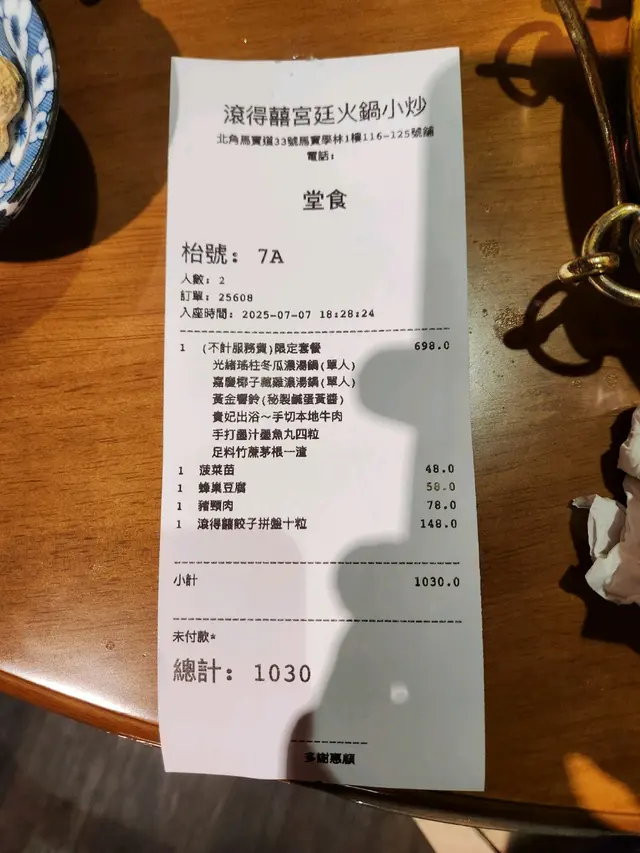 滾得囍宮廷火鍋小炒
北角馬寶道33號馬寶學林1樓116-125號舖
電話:
堂食
枱號: 7A
人數: 2
訂單: 25608
入座時間: 2025-07-07 18:28:24
1 (不計服務費)限定套餐 698.0
光緒瑤柱冬瓜濃湯鍋(單人)
嘉慶椰子藏雞濃湯鍋(單人)
黃金響鈴(秘製鹹蛋黃醬)
貴妃出浴～手切本地牛肉
手打墨汁墨魚丸四粒
足料竹蔗茅根一渣
1 菠菜苗 48.0
1 蜂巢豆腐 58.0
1 豬頸肉 78.0
1 滾得囍餃子拼盤十粒 148.0
小計 1030.0
未付款*
總計: 1030
多謝惠顧